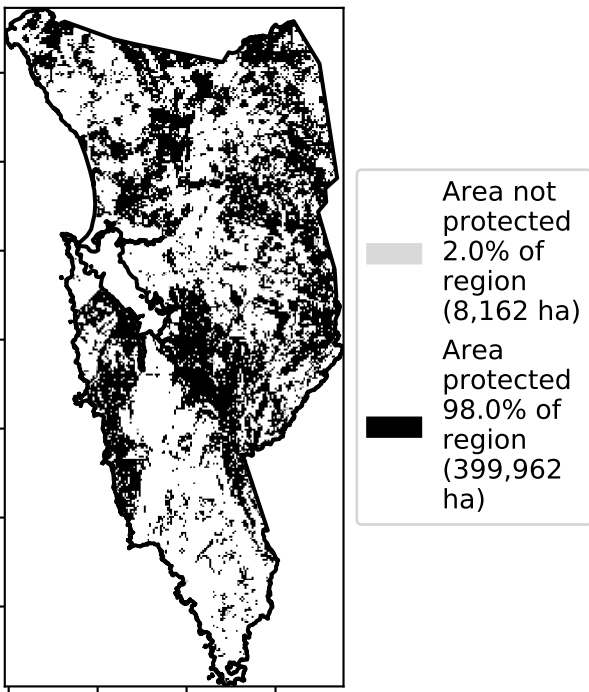 Area not
protected
2.0% of
region
(8,162 ha)
Area
protected
98.0% of
region
(399,962
ha)